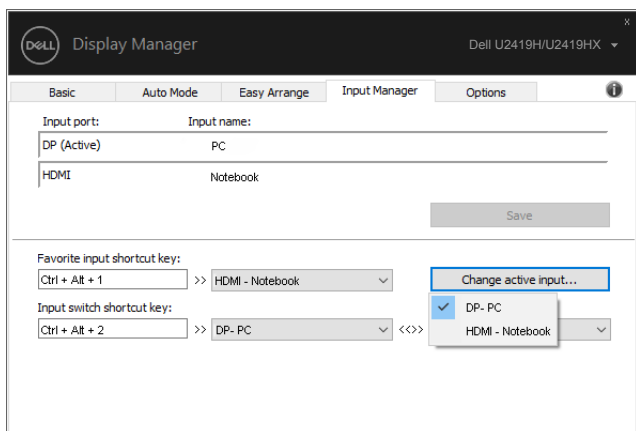 x
DELL Display Manager Dell U2419H/U2419HX
Basic Auto Mode Easy Arrange Input Manager Options i
Input port: Input name:
DP (Active) PC
HDMI Notebook
Save
Favorite input shortcut key:
Ctrl + Alt + 1 >> HDMI - Notebook Change active input...
Input switch shortcut key:
DP- PC
Ctrl + Alt + 2 >> DP- PC <<>>
HDMI - Notebook